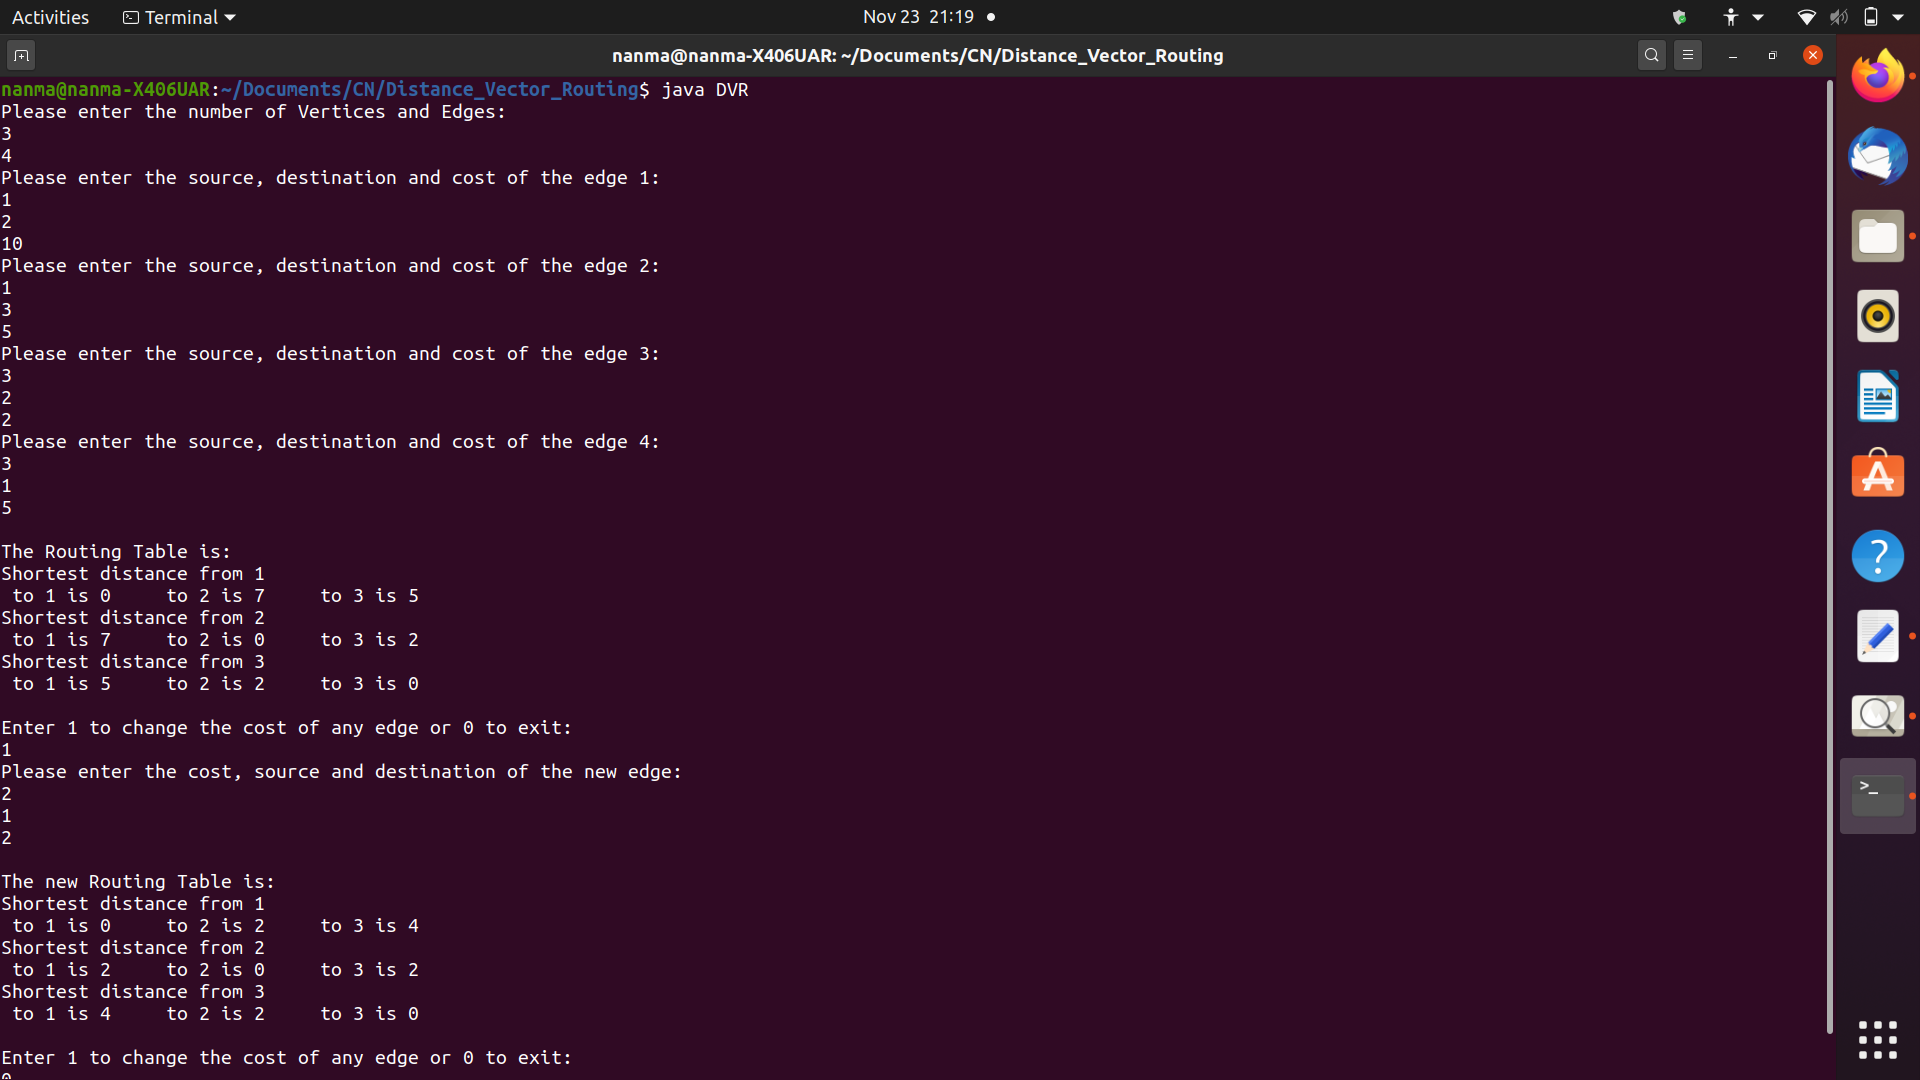 Activities Terminal Nov 23 21:19
nanma@nanma-X406UAR: ~/Documents/CN/Distance_Vector_Routing
nanma@nanma-X406UAR:~/Documents/CN/Distance_Vector_Routing$ java DVR
Please enter the number of Vertices and Edges:
3
4
Please enter the source, destination and cost of the edge 1:
1
2
10
Please enter the source, destination and cost of the edge 2:
1
3
5
Please enter the source, destination and cost of the edge 3:
3
2
2
Please enter the source, destination and cost of the edge 4:
3
1
5
The Routing Table is:
Shortest distance from 1
to 1 is 0 to 2 is 7 to 3 is 5
Shortest distance from 2
to 1 is 7 to 2 is 0 to 3 is 2
Shortest distance from 3
to 1 is 5 to 2 is 2 to 3 is 0
Enter 1 to change the cost of any edge or 0 to exit:
1
Please enter the cost, source and destination of the new edge:
2
1
2
The new Routing Table is:
Shortest distance from 1
to 1 is 0 to 2 is 2 to 3 is 4
Shortest distance from 2
to 1 is 2 to 2 is 0 to 3 is 2
Shortest distance from 3
to 1 is 4 to 2 is 2 to 3 is 0
Enter 1 to change the cost of any edge or 0 to exit: